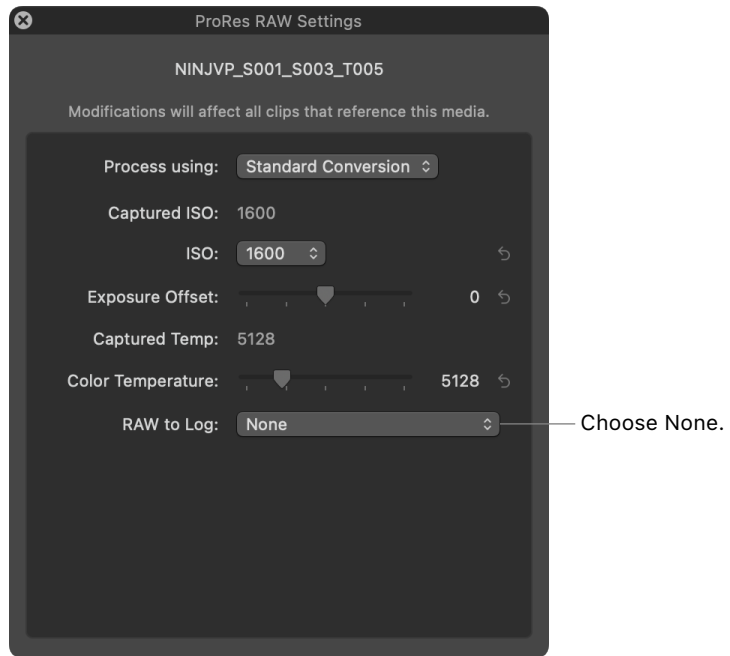 ProRes RAW Settings
NINJVP_S001_S003_T005
Modifications will affect all clips that reference this media.
Process using: Standard Conversion
Captured ISO: 1600
ISO: 1600
Exposure Offset: 0
Captured Temp: 5128
Color Temperature: 5128
RAW to Log: None
Choose None.